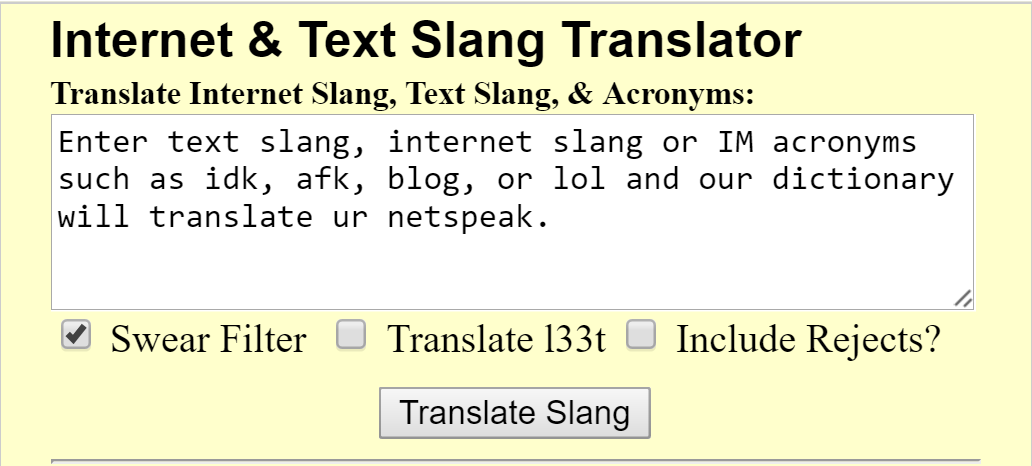 Internet & Text Slang Translator
Translate Internet Slang, Text Slang, & Acronyms:
Enter text slang, internet slang or IM acronyms
such as idk, afk, blog, or lol and our dictionary
will translate ur netspeak.
Swear Filter Translate l33t Include Rejects?
Translate Slang